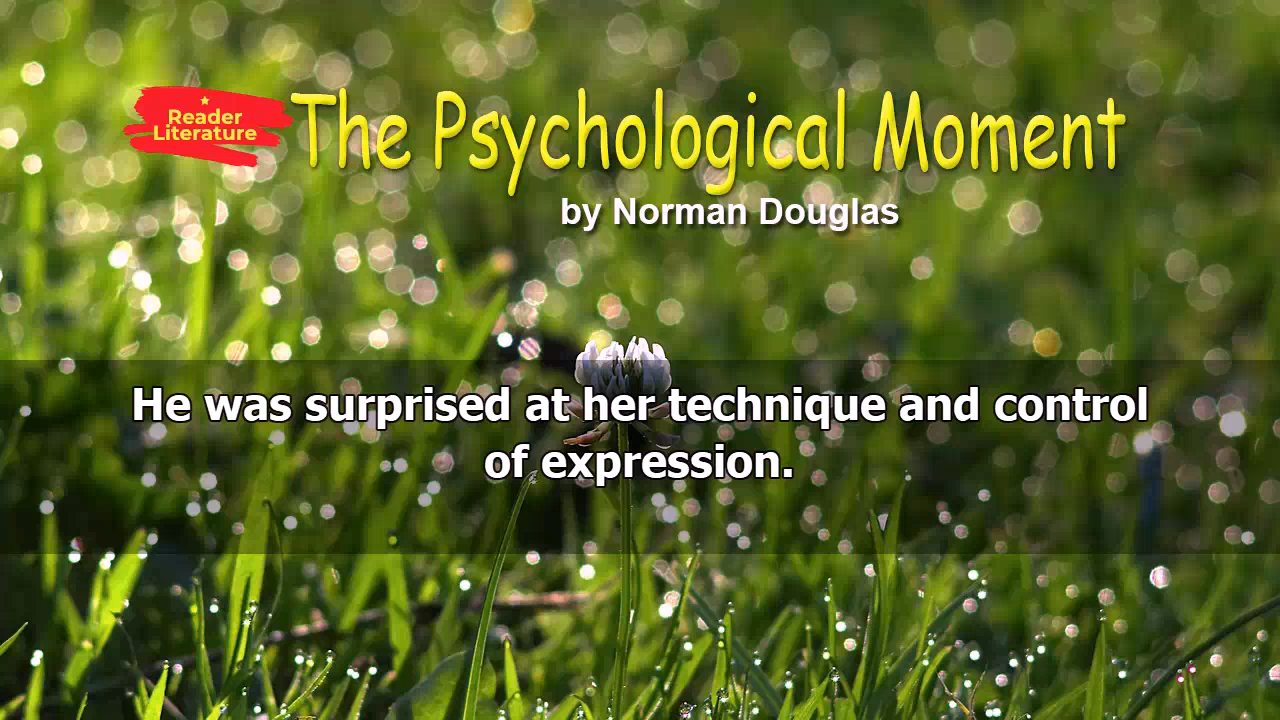 Reader
Literature
The Psychological Moment
by Norman Douglas
He was surprised at her technique and control
of expression.